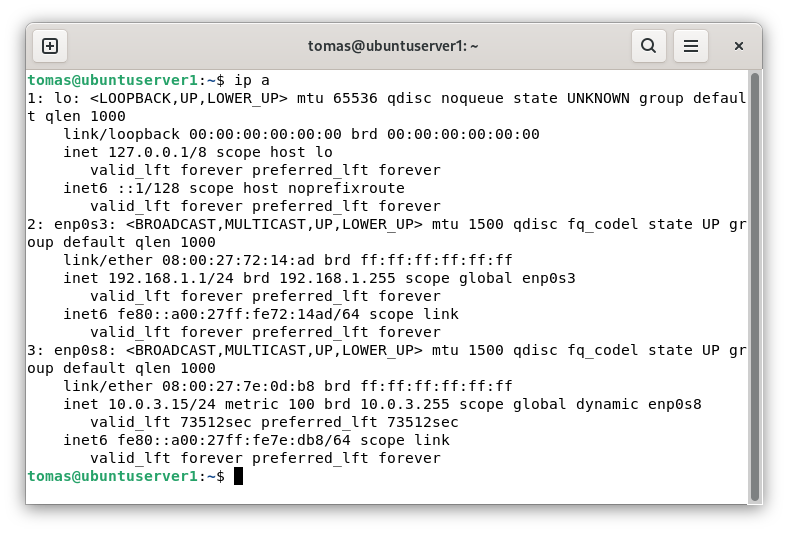 tomas@ubuntuserver1: ~
tomas@ubuntuserver1:~$ ip a
1: lo: <LOOPBACK,UP,LOWER_UP> mtu 65536 qdisc noqueue state UNKNOWN group defaul
t qlen 1000
    link/loopback 00:00:00:00:00:00 brd 00:00:00:00:00:00
    inet 127.0.0.1/8 scope host lo
       valid_lft forever preferred_lft forever
    inet6 ::1/128 scope host noprefixroute
       valid_lft forever preferred_lft forever
2: enp0s3: <BROADCAST,MULTICAST,UP,LOWER_UP> mtu 1500 qdisc fq_codel state UP gr
oup default qlen 1000
    link/ether 08:00:27:72:14:ad brd ff:ff:ff:ff:ff:ff
    inet 192.168.1.1/24 brd 192.168.1.255 scope global enp0s3
       valid_lft forever preferred_lft forever
    inet6 fe80::a00:27ff:fe72:14ad/64 scope link
       valid_lft forever preferred_lft forever
3: enp0s8: <BROADCAST,MULTICAST,UP,LOWER_UP> mtu 1500 qdisc fq_codel state UP gr
oup default qlen 1000
    link/ether 08:00:27:7e:0d:b8 brd ff:ff:ff:ff:ff:ff
    inet 10.0.3.15/24 metric 100 brd 10.0.3.255 scope global dynamic enp0s8
       valid_lft 73512sec preferred_lft 73512sec
    inet6 fe80::a00:27ff:fe7e:db8/64 scope link
       valid_lft forever preferred_lft forever
tomas@ubuntuserver1:~$